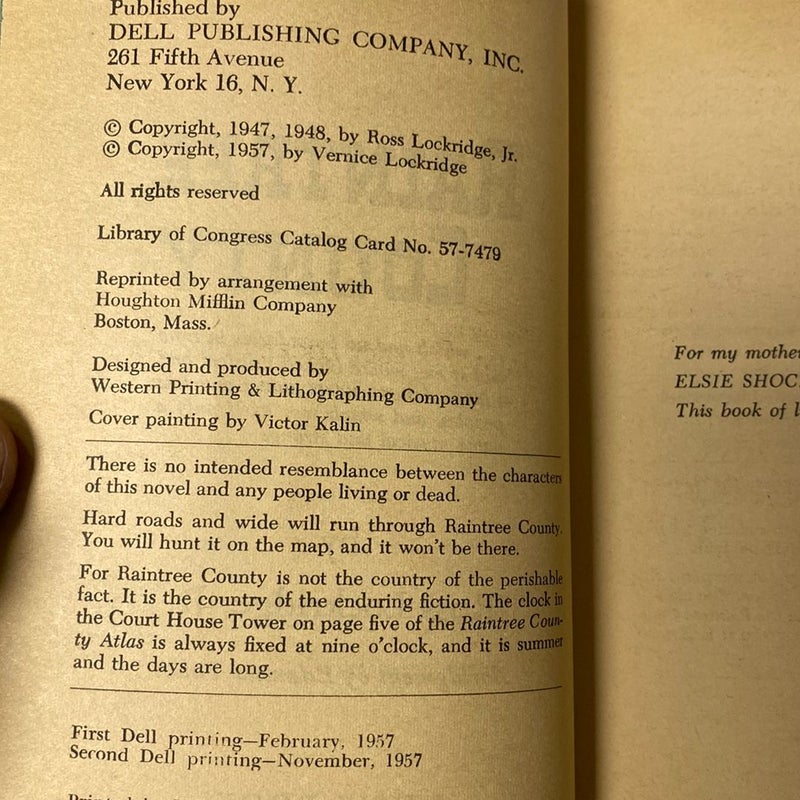 Published by
DELL PUBLISHING COMPANY, INC.
261 Fifth Avenue
New York 16, N. Y.
© Copyright, 1947, 1948, by Ross Lockridge, Jr.
© Copyright, 1957, by Vernice Lockridge
All rights reserved
Library of Congress Catalog Card No. 57-7479
Reprinted by arrangement with
Houghton Mifflin Company
Boston, Mass.
Designed and produced by
Western Printing & Lithographing Company
Cover painting by Victor Kalin
There is no intended resemblance between the characters
of this novel and any people living or dead.
Hard roads and wide will run through Raintree County.
You will hunt it on the map, and it won't be there.
For Raintree County is not the country of the perishable
fact. It is the country of the enduring fiction. The clock in
the Court House Tower on page five of the Raintree Coun-
ty Atlas is always fixed at nine o'clock, and it is summer
and the days are long.
First Dell printing—February, 1957
Second Dell printing—November, 1957
For my mother
ELSIE SHOC
This book of l